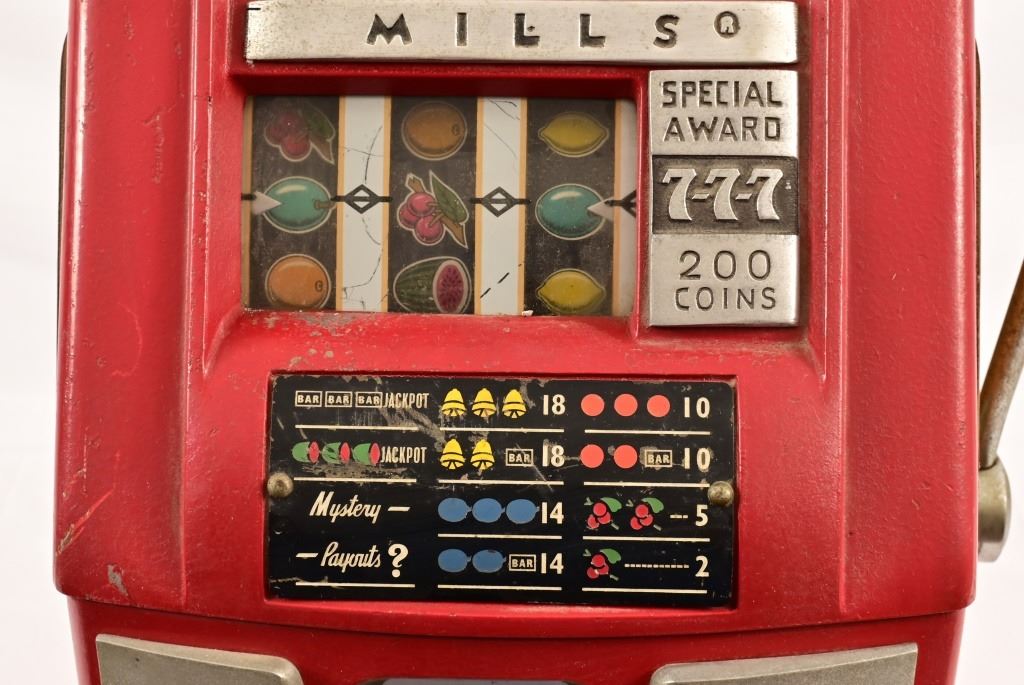 MILLS
SPECIAL
AWARD
7-7-7
200
COINS
BAR BAR BAR JACKPOT
18
10
JACKPOT
BAR 18
BAR 10
Mystery —
14
--- 5
— Payouts ?
BAR 14
----------- 2